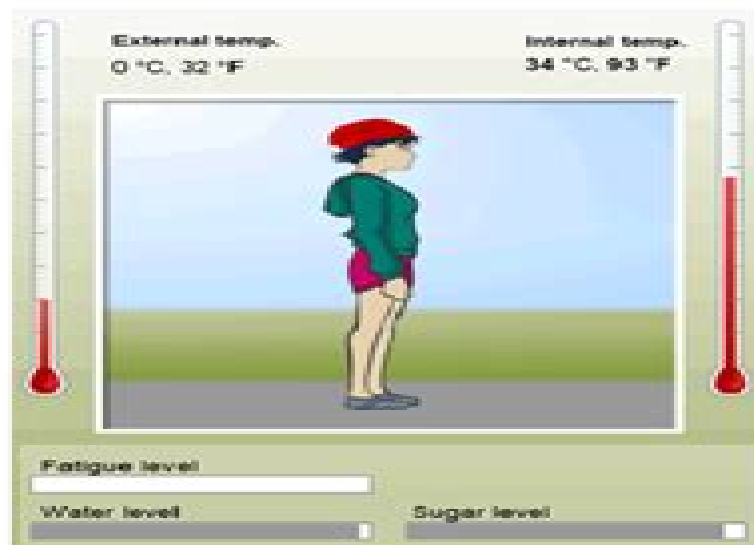 External temp.
0 °C, 32 °F
Internal temp.
34 °C, 93 °F
Fatigue level
Water level
Sugar level